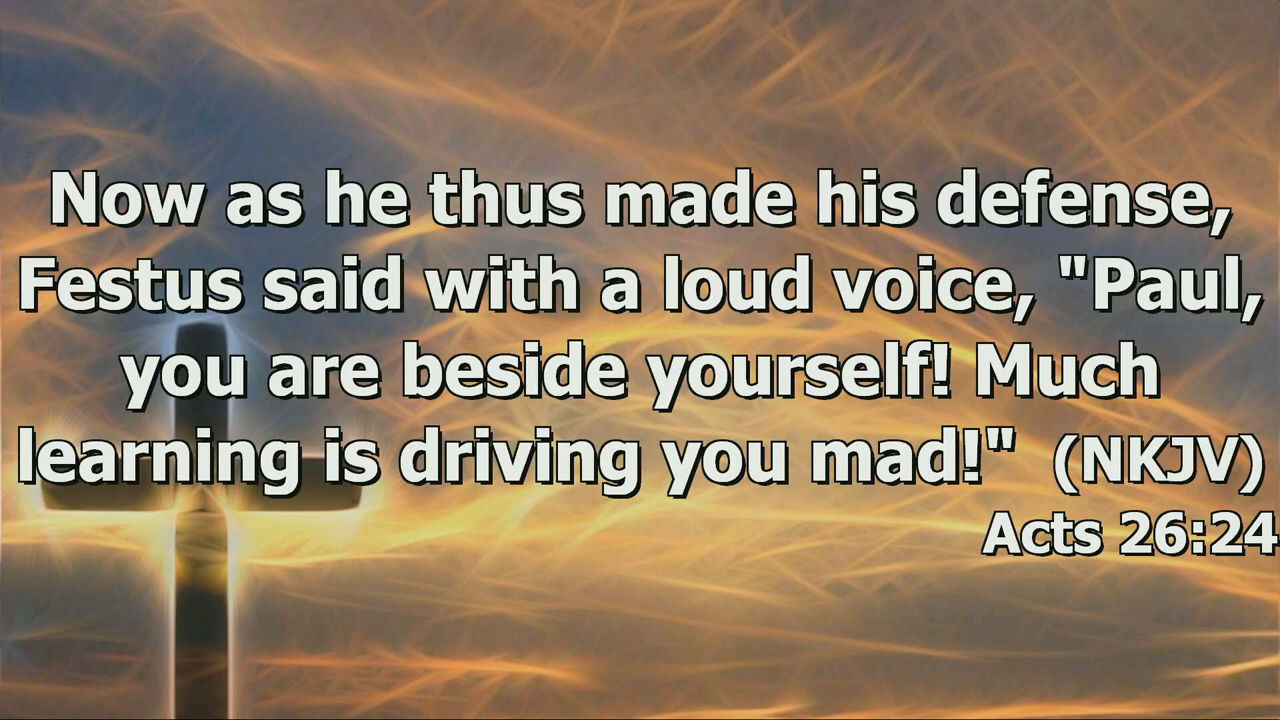 Now as he thus made his defense,
Festus said with a loud voice, "Paul,
you are beside yourself! Much
learning is driving you mad!" (NKJV)
Acts 26:24